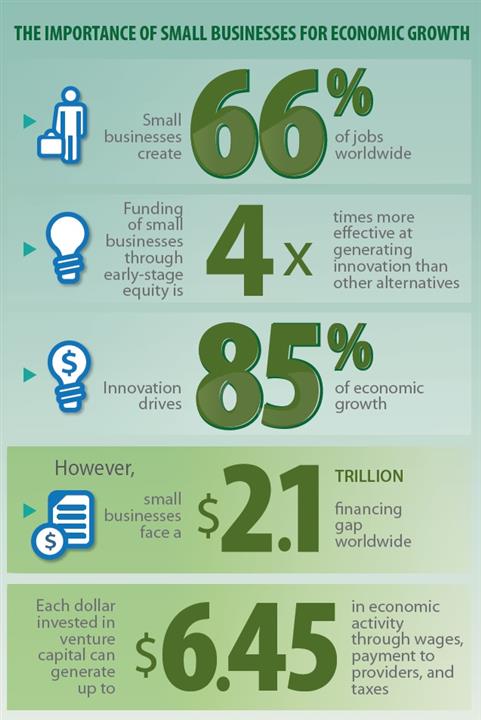 THE IMPORTANCE OF SMALL BUSINESSES FOR ECONOMIC GROWTH
Small
businesses
create
66%
of jobs
worldwide
Funding
of small
businesses
through
early-stage
equity is
4 x
times more
effective at
generating
innovation than
other alternatives
$
Innovation
drives
85%
of economic
growth
However,
$
small
businesses
face a
$2.1
TRILLION
financing
gap
worldwide
Each dollar
invested in
venture
capital can
generate
up to
$6.45
in economic
activity
through wages,
payment to
providers, and
taxes